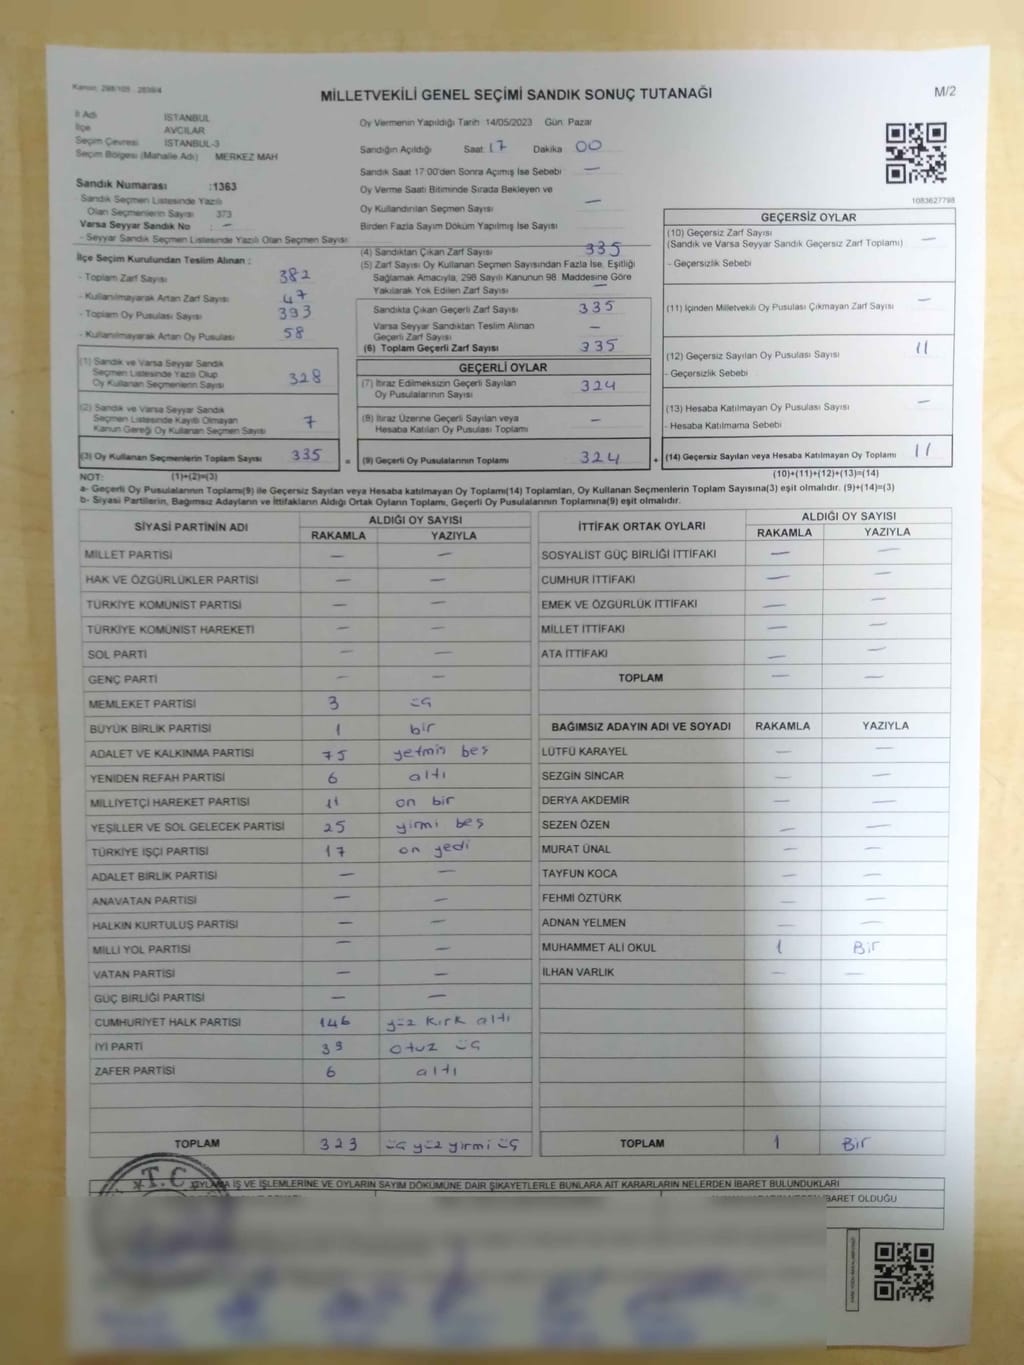 Kanun: 298/105 - 2839/4
MİLLETVEKİLİ GENEL SEÇİMİ SANDIK SONUÇ TUTANAĞI
M/2
İl Adı İSTANBUL
İlçe AVCILAR
Seçim Çevresi İSTANBUL-3
Seçim Bölgesi (Mahalle Adı) MERKEZ MAH
Sandık Numarası :1363
- Sandık Seçmen Listesinde Yazılı
Olan Seçmenlerin Sayısı 373
Varsa Seyyar Sandık No : —
- Seyyar Sandık Seçmen Listesinde Yazılı Olan Seçmen Sayısı:
İlçe Seçim Kurulundan Teslim Alınan :
- Toplam Zarf Sayısı 382
- Kullanılmayarak Artan Zarf Sayısı 47
- Toplam Oy Pusulası Sayısı 393
- Kullanılmayarak Artan Oy Pusulası 58
(1) Sandık ve Varsa Seyyar Sandık
Seçmen Listesinde Yazılı Olup
Oy Kullanan Seçmenlerin Sayısı 328
(2) Sandık ve Varsa Seyyar Sandık
Seçmen Listesinde Kayıtlı Olmayan
Kanun Gereği Oy Kullanan Seçmen Sayısı 7
(3) Oy Kullanan Seçmenlerin Toplam Sayısı 335 =
Oy Vermenin Yapıldığı Tarih 14/05/2023 Gün Pazar
Sandığın Açıldığı Saat 17 Dakika 00
Sandık Saat 17:00'den Sonra Açılmış İse Sebebi —
Oy Verme Saati Bitiminde Sırada Bekleyen ve
Oy Kullandırılan Seçmen Sayısı —
Birden Fazla Sayım Döküm Yapılmış İse Sayısı
(4) Sandıktan Çıkan Zarf Sayısı 335
(5) Zarf Sayısı Oy Kullanan Seçmen Sayısından Fazla İse, Eşitliği
Sağlamak Amacıyla, 298 Sayılı Kanunun 98. Maddesine Göre
Yakılarak Yok Edilen Zarf Sayısı —
Sandıkta Çıkan Geçerli Zarf Sayısı 335
Varsa Seyyar Sandıktan Teslim Alınan
Geçerli Zarf Sayısı —
(6) Toplam Geçerli Zarf Sayısı 335
GEÇERLİ OYLAR
(7) İtiraz Edilmeksizin Geçerli Sayılan
Oy Pusulalarının Sayısı 324
(8) İtiraz Üzerine Geçerli Sayılan veya
Hesaba Katılan Oy Pusulası Toplamı —
(9) Geçerli Oy Pusulalarının Toplamı 324 +
1083627798
GEÇERSİZ OYLAR
(10) Geçersiz Zarf Sayısı —
(Sandık ve Varsa Seyyar Sandık Geçersiz Zarf Toplamı)
- Geçersizlik Sebebi
(11) İçinden Milletvekili Oy Pusulası Çıkmayan Zarf Sayısı —
(12) Geçersiz Sayılan Oy Pusulası Sayısı 11
- Geçersizlik Sebebi
(13) Hesaba Katılmayan Oy Pusulası Sayısı —
- Hesaba Katılmama Sebebi
(14) Geçersiz Sayılan veya Hesaba Katılmayan Oy Toplamı 11
NOT: (1)+(2)=(3) (10)+(11)+(12)+(13)=(14)
a- Geçerli Oy Pusulalarının Toplamı(9) ile Geçersiz Sayılan veya Hesaba katılmayan Oy Toplamı(14) Toplamları, Oy Kullanan Seçmenlerin Toplam Sayısına(3) eşit olmalıdır. (9)+(14)=(3)
b- Siyasi Partilerin, Bağımsız Adayların ve İttifakların Aldığı Ortak Oyların Toplamı, Geçerli Oy Pusulalarının Toplamına(9) eşit olmalıdır.
SİYASİ PARTİNİN ADI ALDIĞI OY SAYISI
RAKAMLA YAZIYLA
MİLLET PARTİSİ — —
HAK VE ÖZGÜRLÜKLER PARTİSİ — —
TÜRKİYE KOMÜNİST PARTİSİ — —
TÜRKİYE KOMÜNİST HAREKETİ — —
SOL PARTİ — —
GENÇ PARTİ — —
MEMLEKET PARTİSİ 3 üç
BÜYÜK BİRLİK PARTİSİ 1 bir
ADALET VE KALKINMA PARTİSİ 75 yetmiş beş
YENİDEN REFAH PARTİSİ 6 altı
MİLLİYETÇİ HAREKET PARTİSİ 11 on bir
YEŞİLLER VE SOL GELECEK PARTİSİ 25 yirmi beş
TÜRKİYE İŞÇİ PARTİSİ 17 on yedi
ADALET BİRLİK PARTİSİ — —
ANAVATAN PARTİSİ — —
HALKIN KURTULUŞ PARTİSİ — —
MİLLİ YOL PARTİSİ — —
VATAN PARTİSİ — —
GÜÇ BİRLİĞİ PARTİSİ — —
CUMHURİYET HALK PARTİSİ 146 yüz kırk altı
İYİ PARTİ 33 otuz üç
ZAFER PARTİSİ 6 altı
TOPLAM 323 üç yüz yirmi üç
İTTİFAK ORTAK OYLARI ALDIĞI OY SAYISI
RAKAMLA YAZIYLA
SOSYALİST GÜÇ BİRLİĞİ İTTİFAKI — —
CUMHUR İTTİFAKI — —
EMEK VE ÖZGÜRLÜK İTTİFAKI — —
MİLLET İTTİFAKI — —
ATA İTTİFAKI — —
TOPLAM — —
BAĞIMSIZ ADAYIN ADI VE SOYADI RAKAMLA YAZIYLA
LÜTFÜ KARAYEL — —
SEZGİN SİNCAR — —
DERYA AKDEMİR — —
SEZEN ÖZEN — —
MURAT ÜNAL — —
TAYFUN KOCA — —
FEHMİ ÖZTÜRK — —
ADNAN YELMEN — —
MUHAMMET ALİ OKUL 1 Bir
İLHAN VARLIK — —
TOPLAM 1 Bir
T.C.
OYLAMA İŞ VE İŞLEMLERİNE VE OYLARIN SAYIM DÖKÜMÜNE DAİR ŞİKAYETLERLE BUNLARA AİT KARARLARIN NELERDEN İBARET BULUNDUKLARI
İBARET OLDUĞU